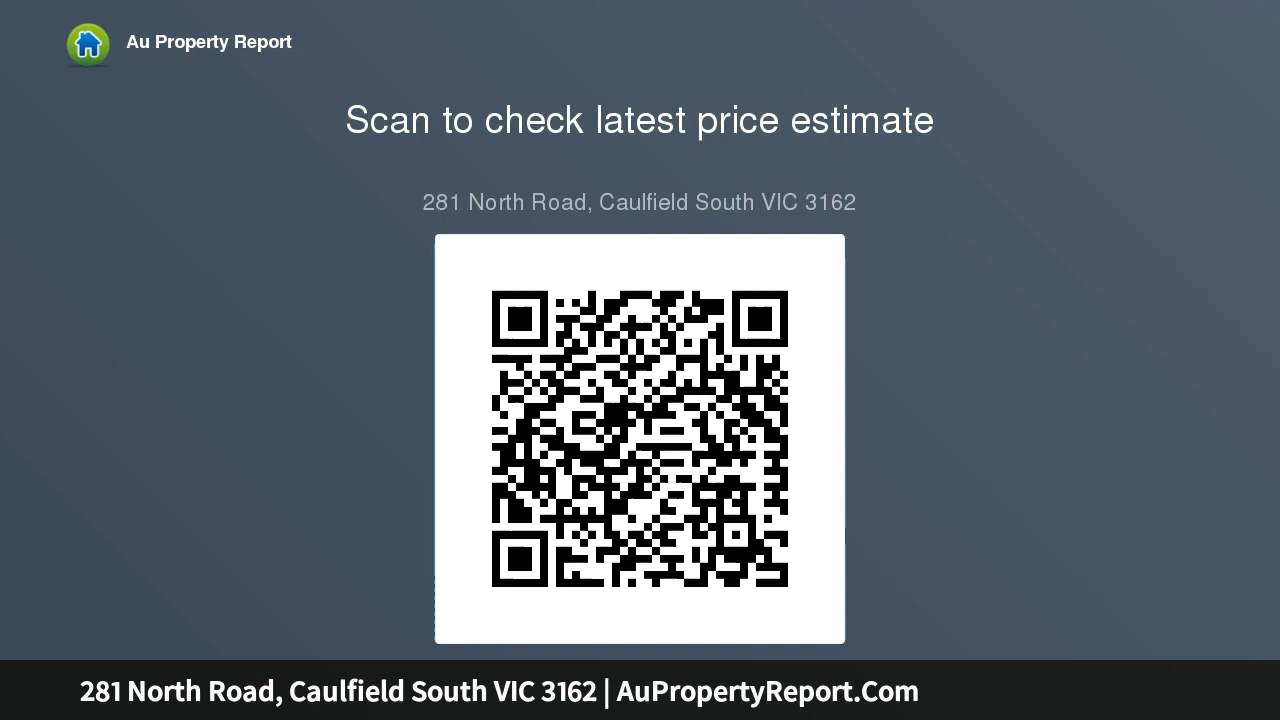 Au Property Report
Scan to check latest price estimate
281 North Road, Caulfield South VIC 3162
281 North Road, Caulfield South VIC 3162 | AuPropertyReport.Com